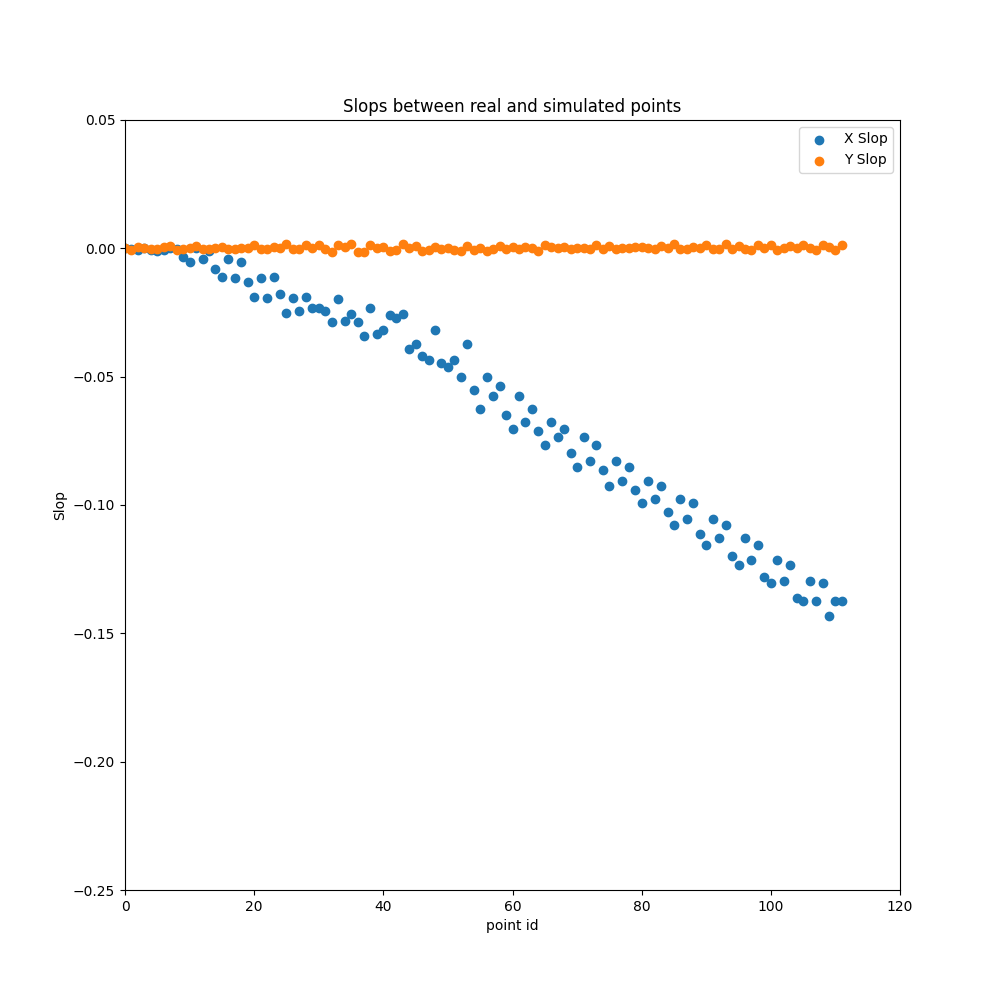 Slops between real and simulated points
X Slop
Y Slop
0.05
0.00
−0.05
−0.10
−0.15
−0.20
−0.25
Slop
0 20 40 60 80 100 120
point id